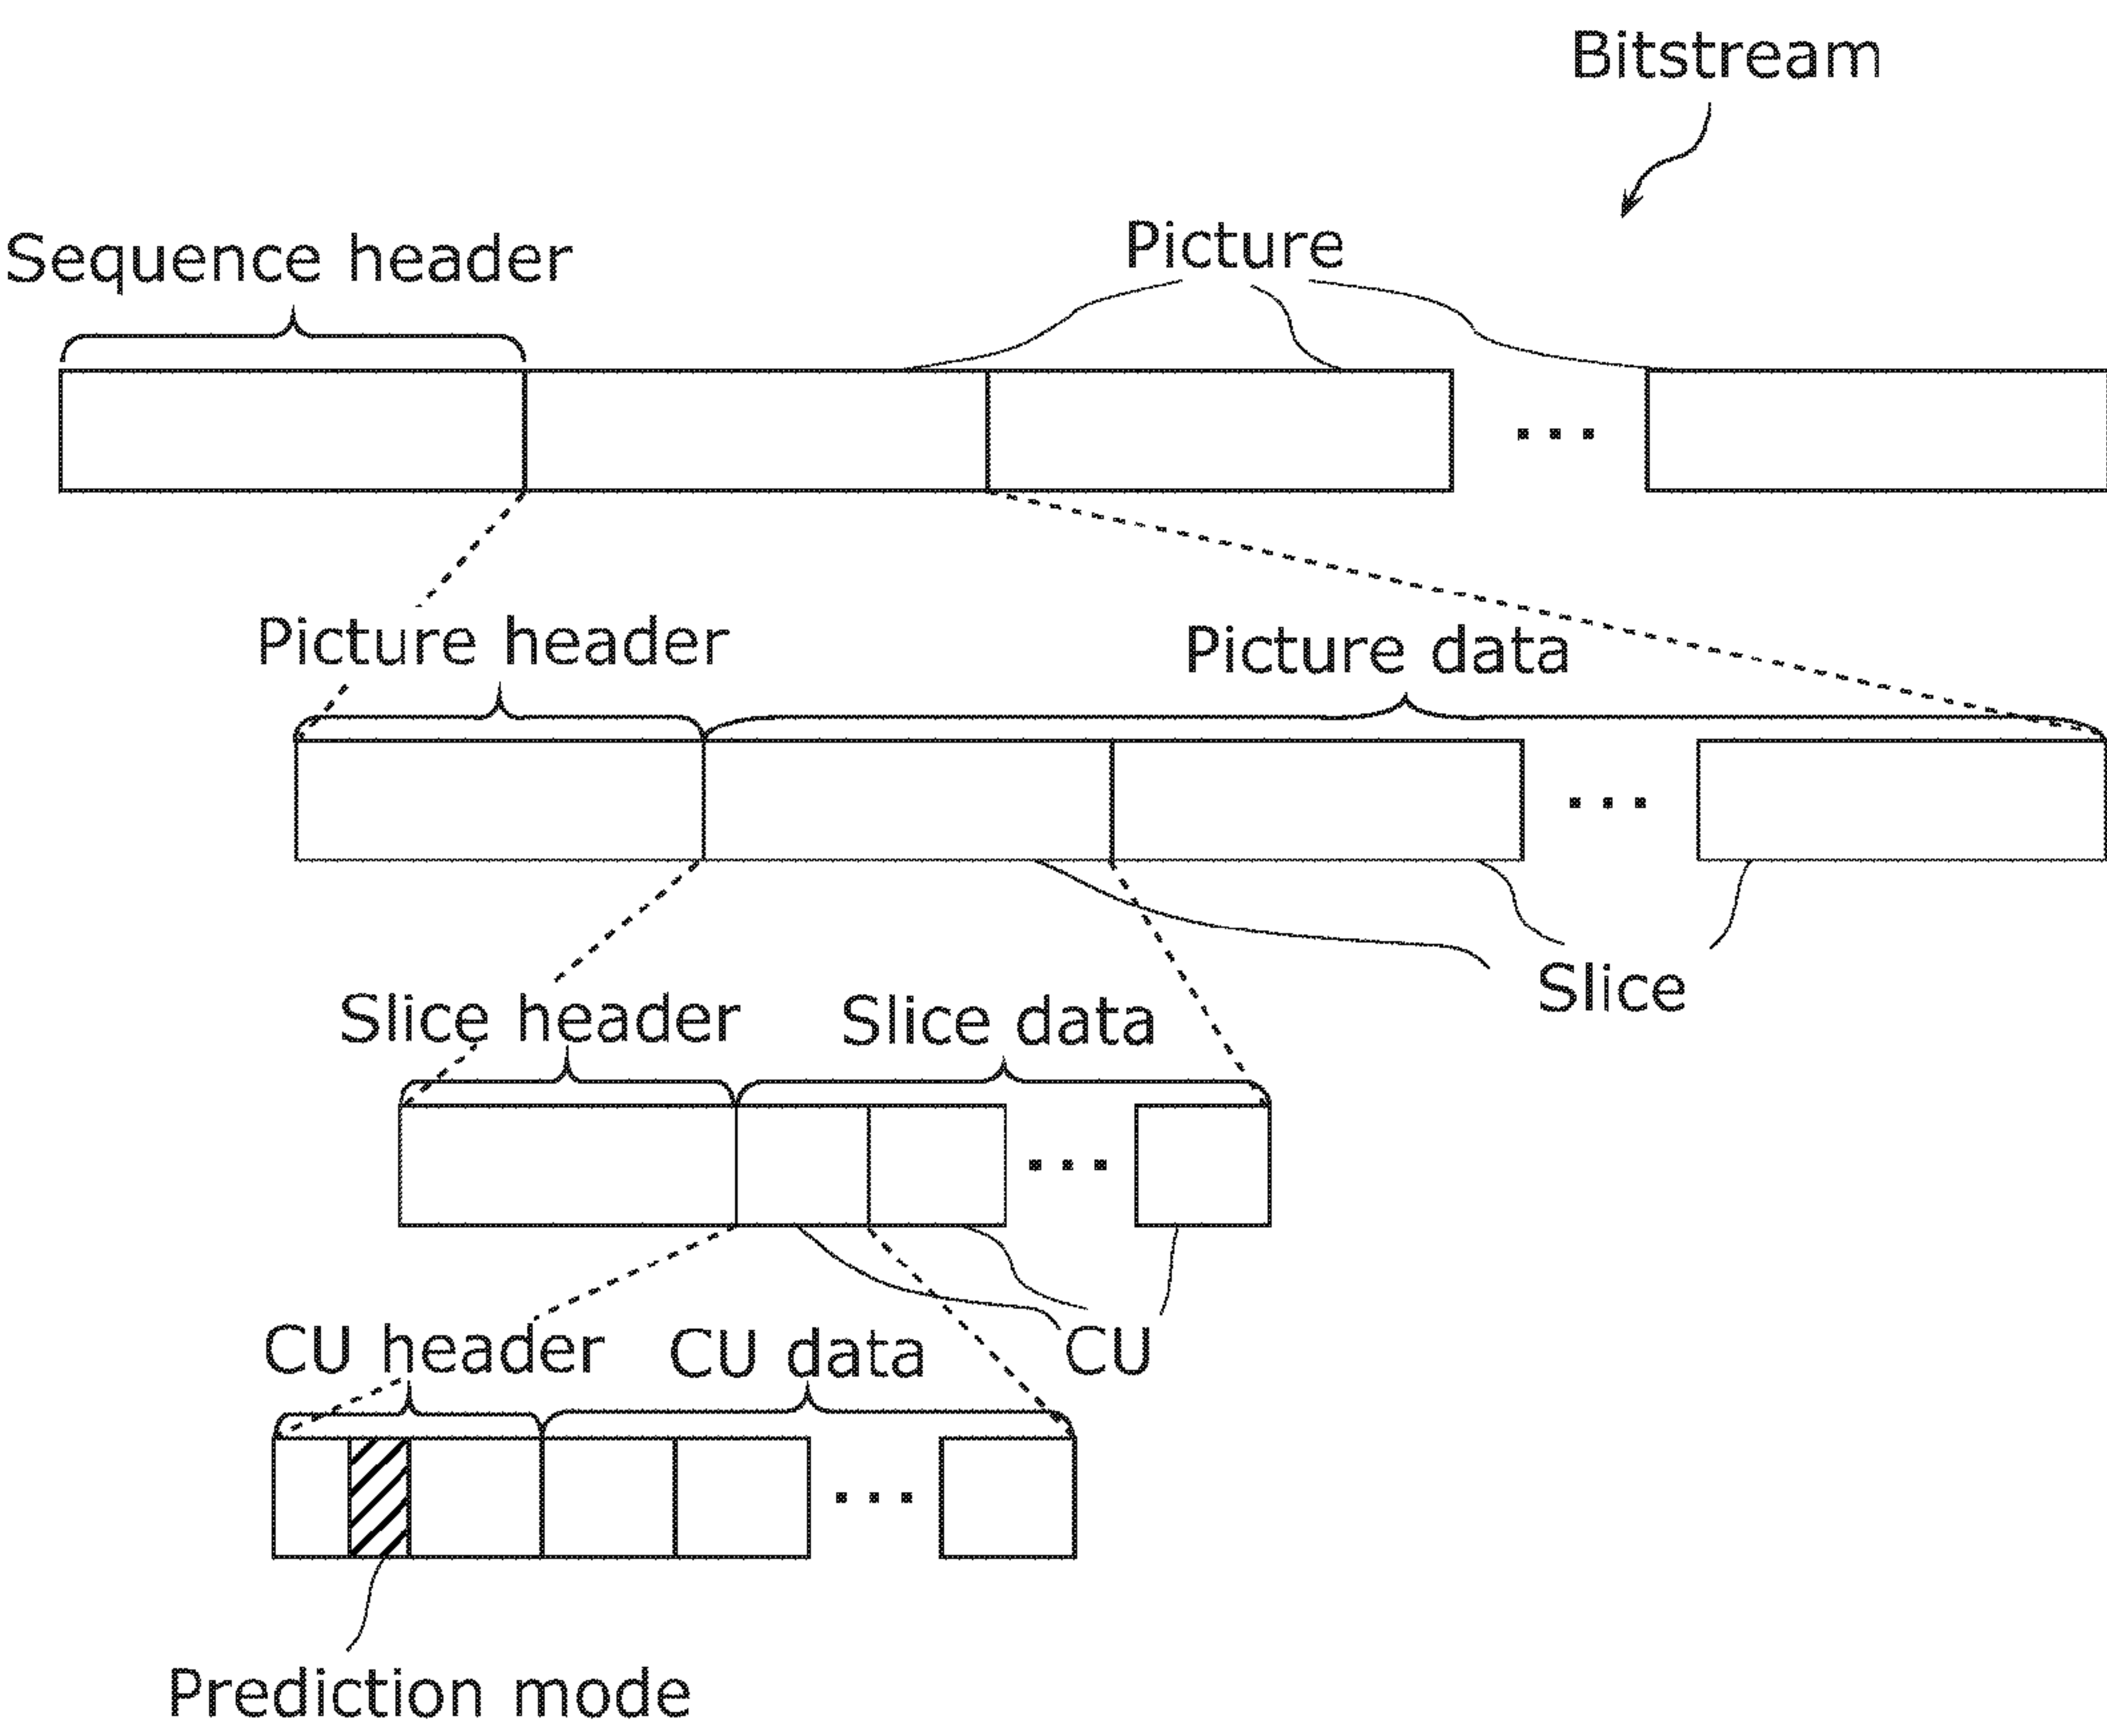 Bitstream
Sequence header
Picture
Picture header
Picture data
Slice
Slice header
Slice data
CU header
CU data
CU
Prediction mode